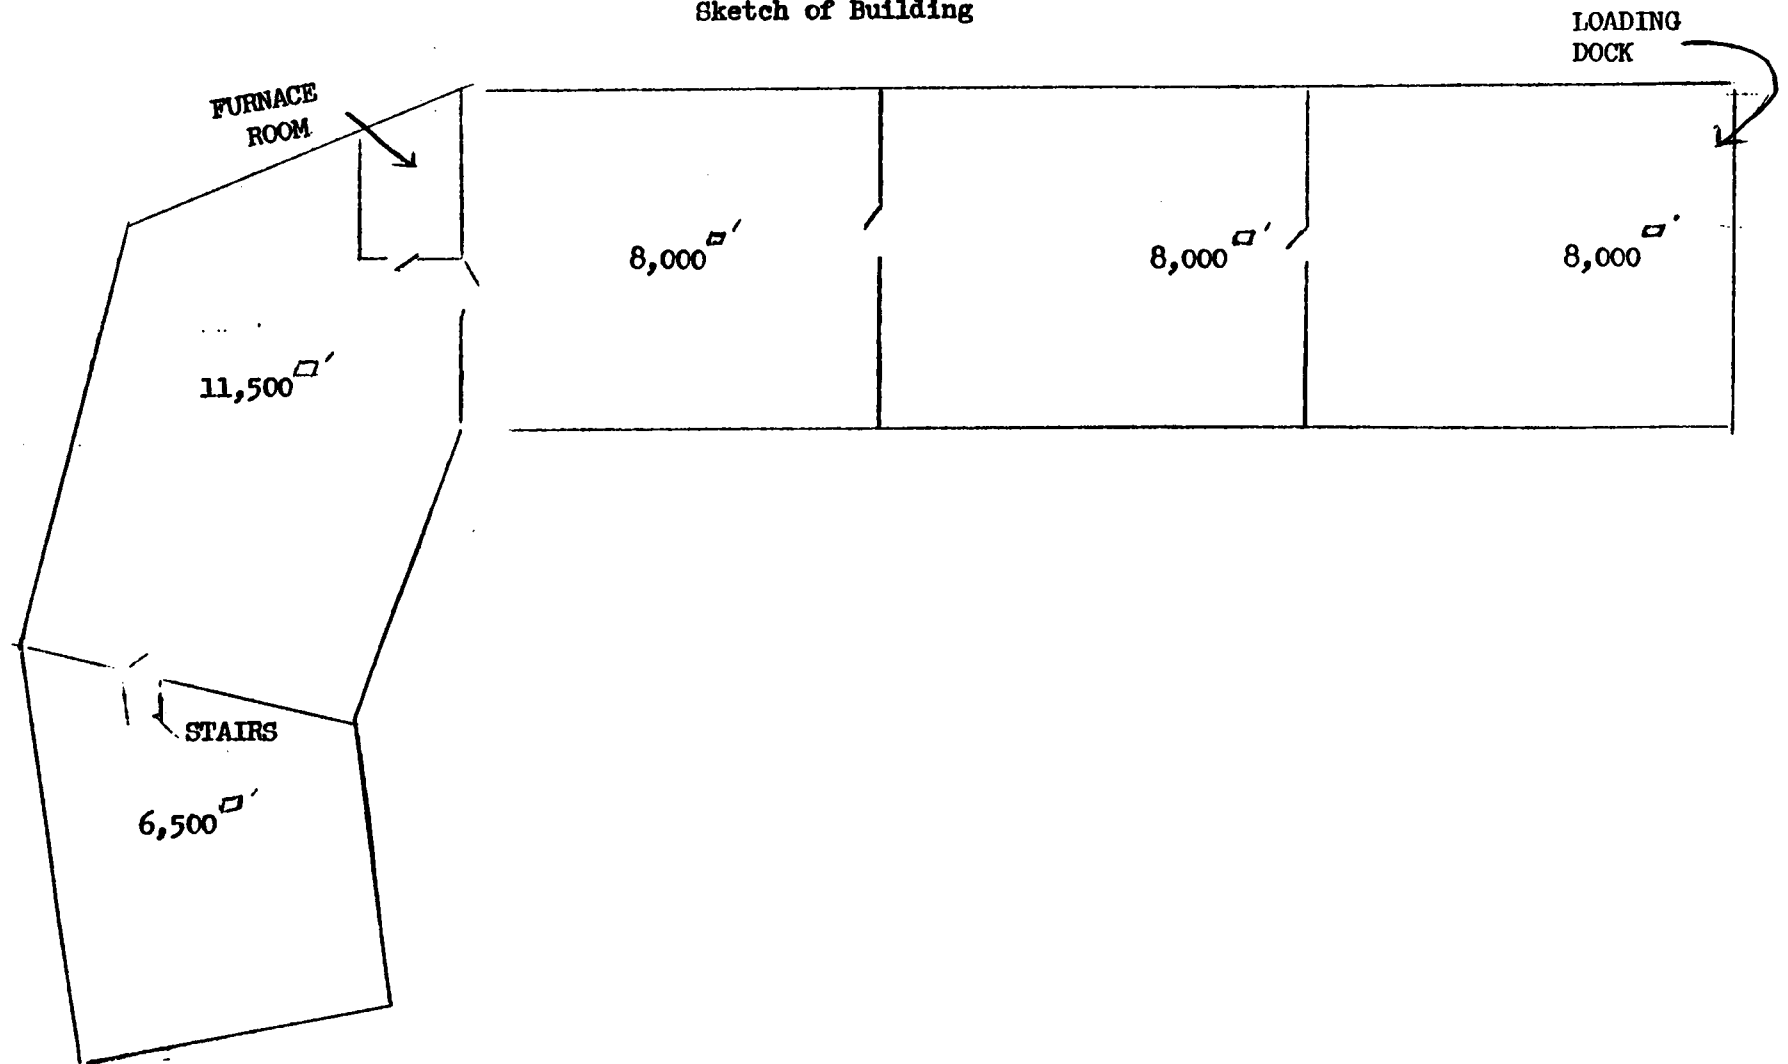 Sketch of Building
LOADING
DOCK
FURNACE
ROOM
8,000 □'
8,000 □'
8,000 □'
11,500 □'
STAIRS
6,500 □'